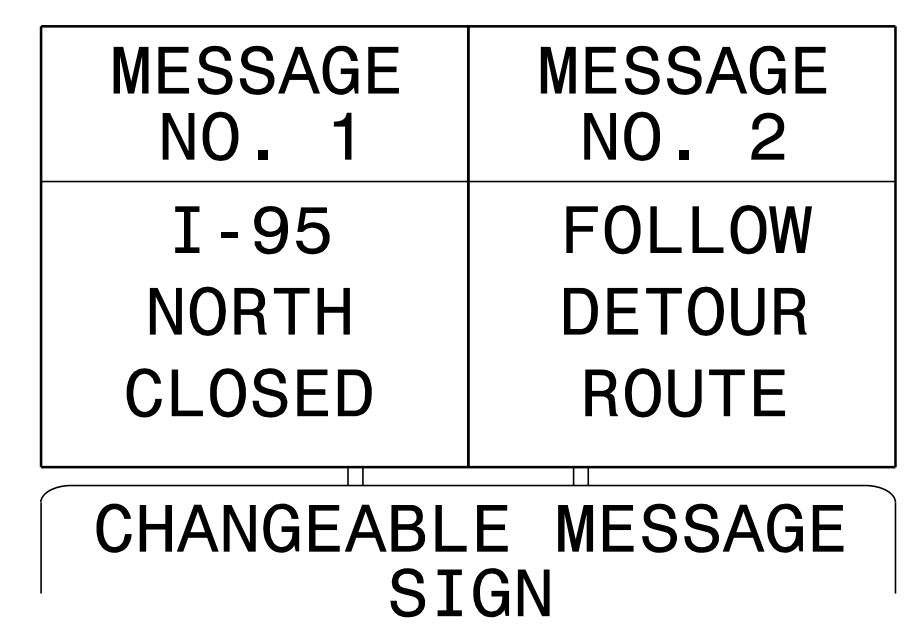 MESSAGE
NO. 1
MESSAGE
NO. 2
I-95
NORTH
CLOSED
FOLLOW
DETOUR
ROUTE
CHANGEABLE MESSAGE
SIGN